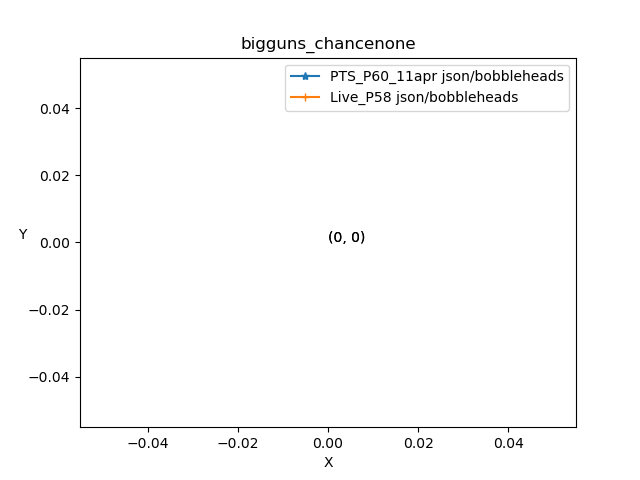 bigguns_chancenone
PTS_P60_11apr json/bobbleheads
Live_P58 json/bobbleheads
0.04
0.02
Y
0.00
(0, 0)
−0.02
−0.04
−0.04 −0.02 0.00 0.02 0.04
X